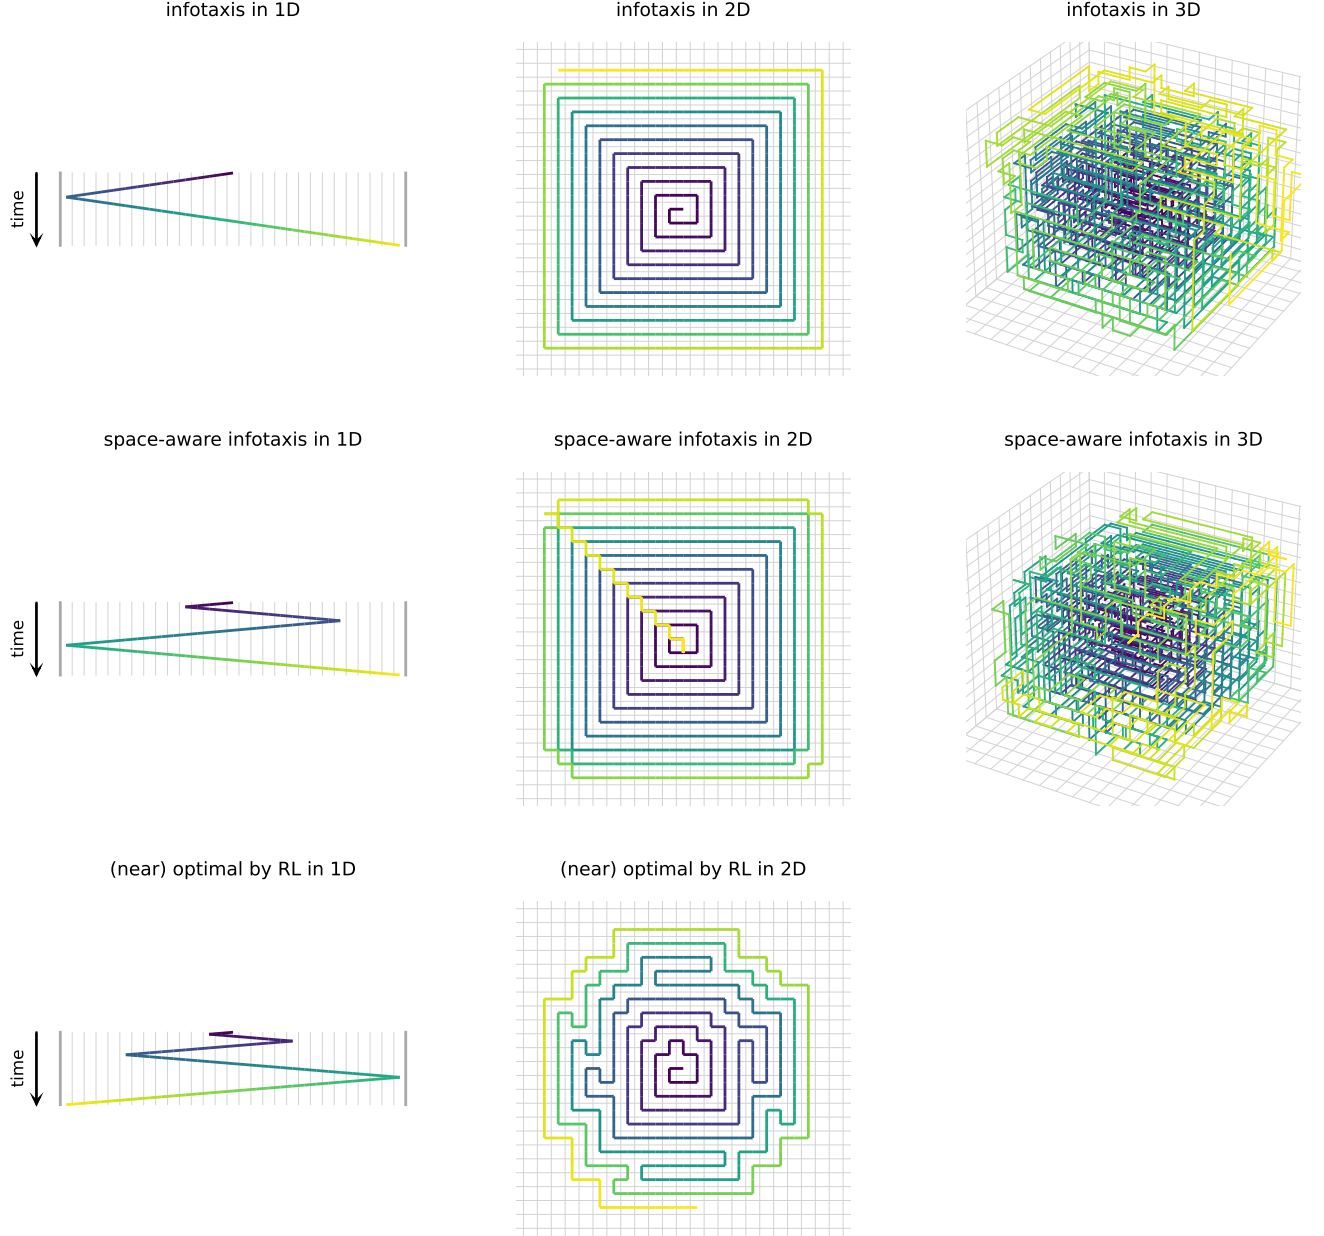 infotaxis in 1D
infotaxis in 2D
infotaxis in 3D
time
space-aware infotaxis in 1D
space-aware infotaxis in 2D
space-aware infotaxis in 3D
time
(near) optimal by RL in 1D
(near) optimal by RL in 2D
time